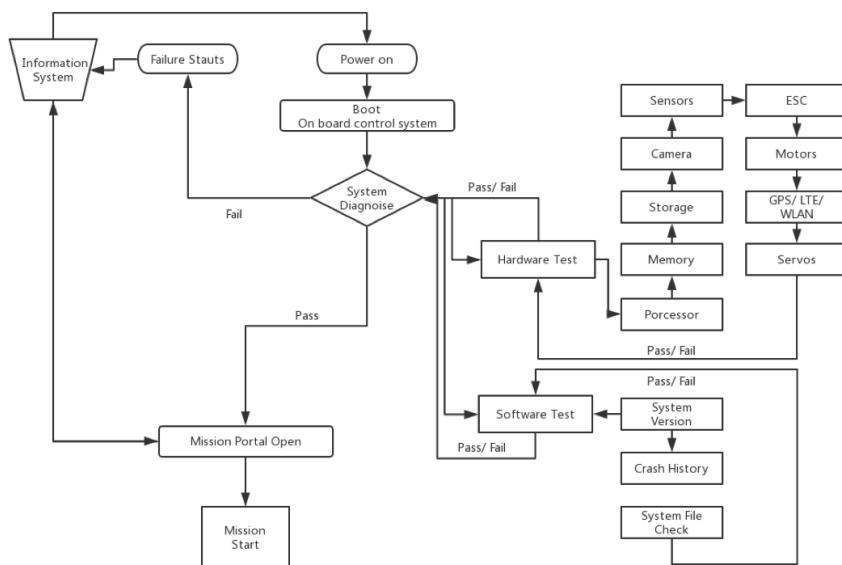 Information
System
Failure Stauts
Power on
Boot
On board control system
System
Diagnoise
Fail
Pass
Pass/ Fail
Hardware Test
Sensors
ESC
Camera
Motors
Storage
GPS/ LTE/
WLAN
Memory
Servos
Porcessor
Pass/ Fail
Pass/ Fail
Software Test
System
Version
Pass/ Fail
Crash History
System File
Check
Mission Portal Open
Mission
Start